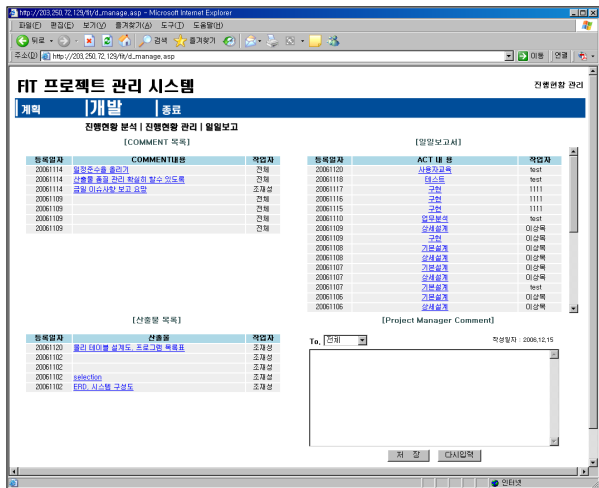 http://203,250,72,129/fit/d_manage,asp - Microsoft Internet Explorer
파일(F) 편집(E) 보기(V) 즐겨찾기(A) 도구(T) 도움말(H)
뒤로 검색 즐겨찾기
주소(D) http://203,250,72,129/fit/d_manage,asp 이동 연결
FIT 프로젝트 관리 시스템
진행현황 관리
계획 개발 종료
진행현황 분석 | 진행현황 관리 | 일일보고
[COMMENT 목록]
등록일자 COMMENT내용 작업자
20061114 일정준수률 올리기 전체
20061114 산출물 품질 관리 확실히 할수 있도록 전체
20061114 금일 이슈사항 보고 요망 조재성
20061109 전체
20061109 전체
20061109 전체
20061109 전체
[일일보고서]
등록일자 ACT 내 용 작업자
20061120 사용자교육 test
20061118 테스트 test
20061117 구현 1111
20061116 구현 1111
20061115 구현 1111
20061110 업무분석 test
20061109 상세설계 이상목
20061109 구현 이상목
20061108 기본설계 이상목
20061108 상세설계 이상목
20061107 기본설계 이상목
20061107 상세설계 이상목
20061107 기본설계 test
20061106 기본설계 이상목
20061106 상세설계 이상목
[산출물 목록]
등록일자 산출물 작업자
20061120 물리 테이블 설계도, 프로그램 목록표 조재성
20061102 조재성
20061102 조재성
20061102 selection 조재성
20061102 ERD, 시스템 구성도 조재성
[Project Manager Comment]
To, 전체 작성일자 : 2006,12,15
저 장 다시입력
인터넷